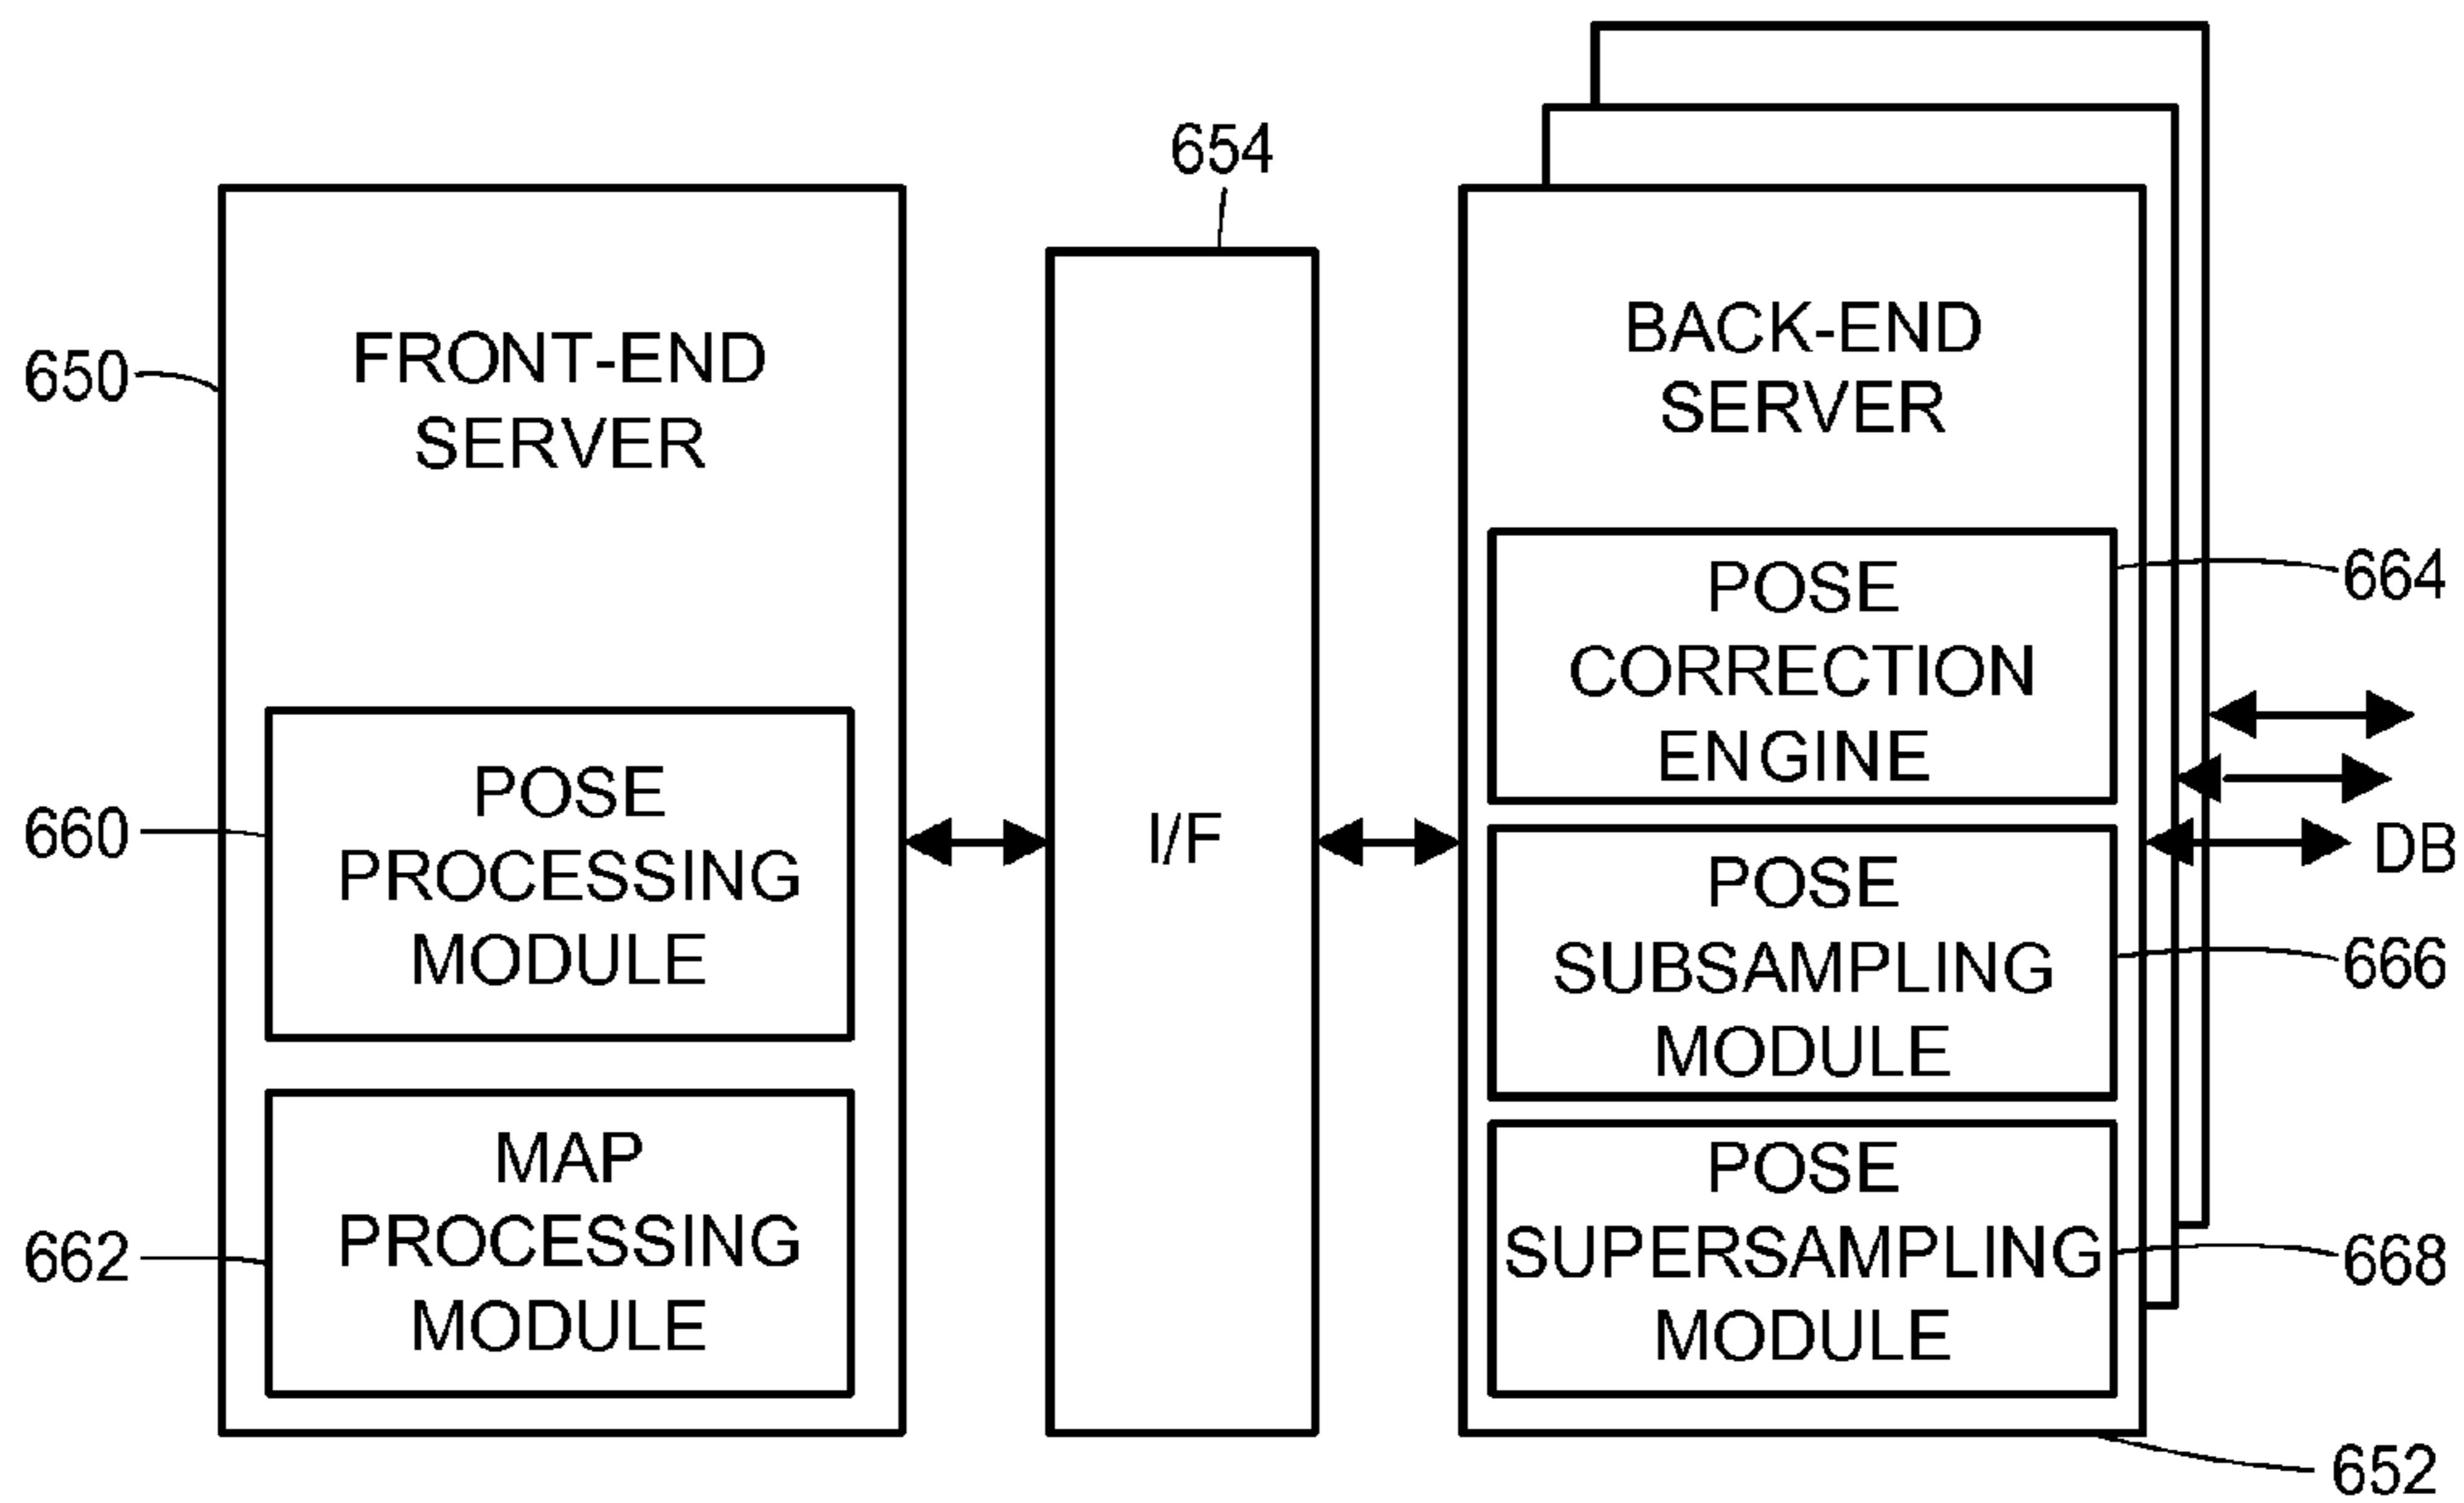 650
FRONT-END
SERVER
660
POSE
PROCESSING
MODULE
662
MAP
PROCESSING
MODULE
654
I/F
BACK-END
SERVER
POSE
CORRECTION
ENGINE
664
POSE
SUBSAMPLING
MODULE
666
POSE
SUPERSAMPLING
MODULE
668
DB
652